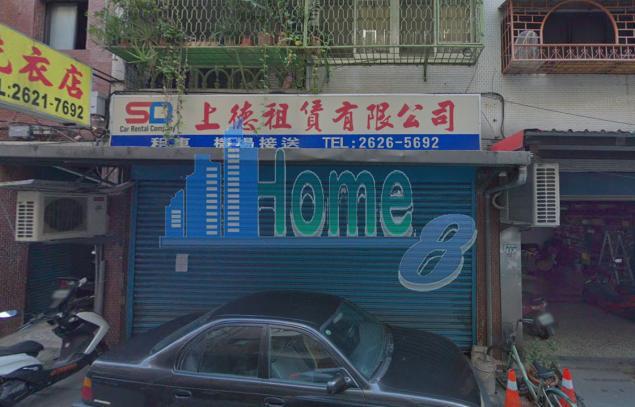 洗衣店
L:2621-7692
SD
Car Rental Company
上德租賃有限公司
租車 機場接送 TEL:2626-5692
Home
8